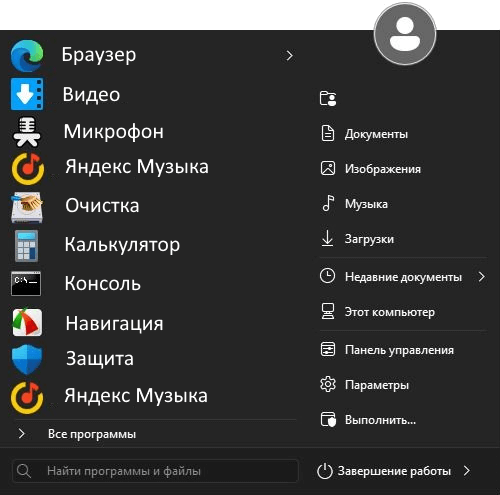 Браузер
Видео
Микрофон
Яндекс Музыка
Очистка
Калькулятор
Консоль
Навигация
Защита
Яндекс Музыка
Все программы
Найти программы и файлы
Документы
Изображения
Музыка
Загрузки
Недавние документы
Этот компьютер
Панель управления
Параметры
Выполнить...
Завершение работы